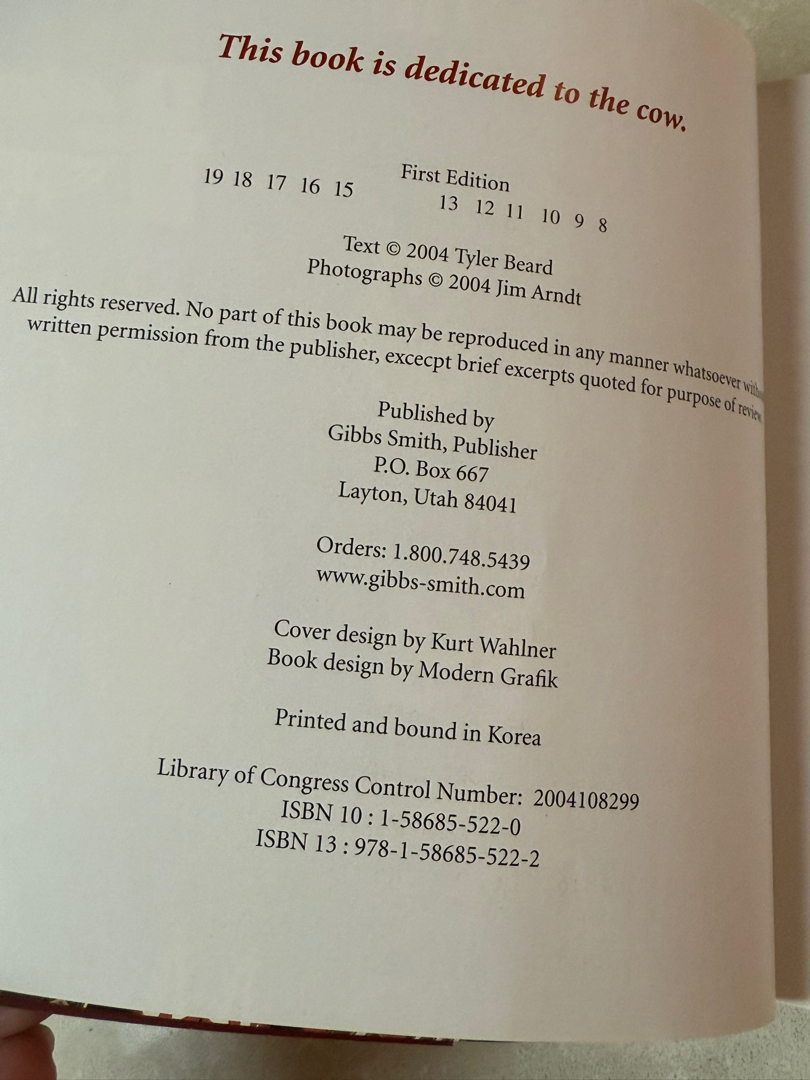 This book is dedicated to the cow.
First Edition
19 18 17 16 15 13 12 11 10 9 8
Text © 2004 Tyler Beard
Photographs © 2004 Jim Arndt
All rights reserved. No part of this book may be reproduced in any manner whatsoever
written permission from the publisher, excecpt brief excerpts quoted for purpose of
Published by
Gibbs Smith, Publisher
P.O. Box 667
Layton, Utah 84041
Orders: 1.800.748.5439
www.gibbs-smith.com
Cover design by Kurt Wahlner
Book design by Modern Grafik
Printed and bound in Korea
Library of Congress Control Number: 2004108299
ISBN 10 : 1-58685-522-0
ISBN 13 : 978-1-58685-522-2